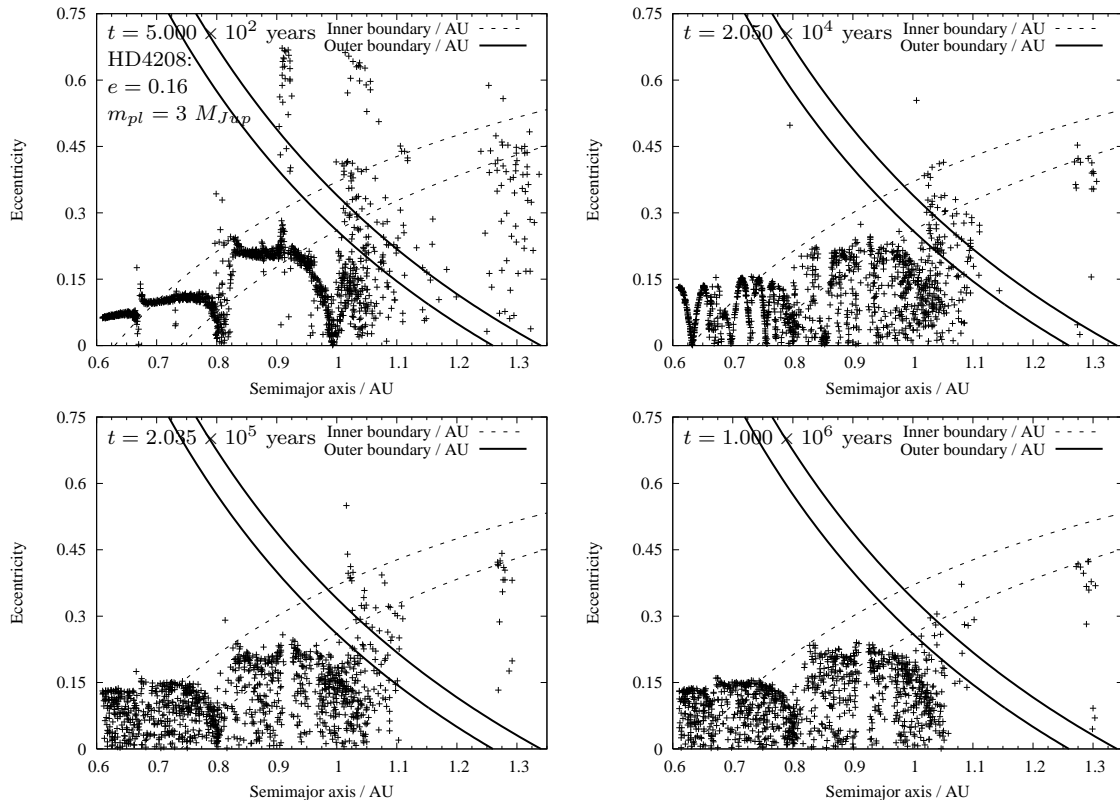 t = 5.000 × 10² years
HD4208:
e = 0.16
m_pl = 3 M_Jup
Inner boundary / AU
Outer boundary / AU
0.75
0.6
0.45
0.3
0.15
0
Eccentricity
0.6 0.7 0.8 0.9 1 1.1 1.2 1.3
Semimajor axis / AU
t = 2.050 × 10⁴ years
Inner boundary / AU
Outer boundary / AU
0.75
0.6
0.45
0.3
0.15
0
Eccentricity
0.6 0.7 0.8 0.9 1 1.1 1.2 1.3
Semimajor axis / AU
t = 2.035 × 10⁵ years
Inner boundary / AU
Outer boundary / AU
0.75
0.6
0.45
0.3
0.15
0
Eccentricity
0.6 0.7 0.8 0.9 1 1.1 1.2 1.3
Semimajor axis / AU
t = 1.000 × 10⁶ years
Inner boundary / AU
Outer boundary / AU
0.75
0.6
0.45
0.3
0.15
0
Eccentricity
0.6 0.7 0.8 0.9 1 1.1 1.2 1.3
Semimajor axis / AU